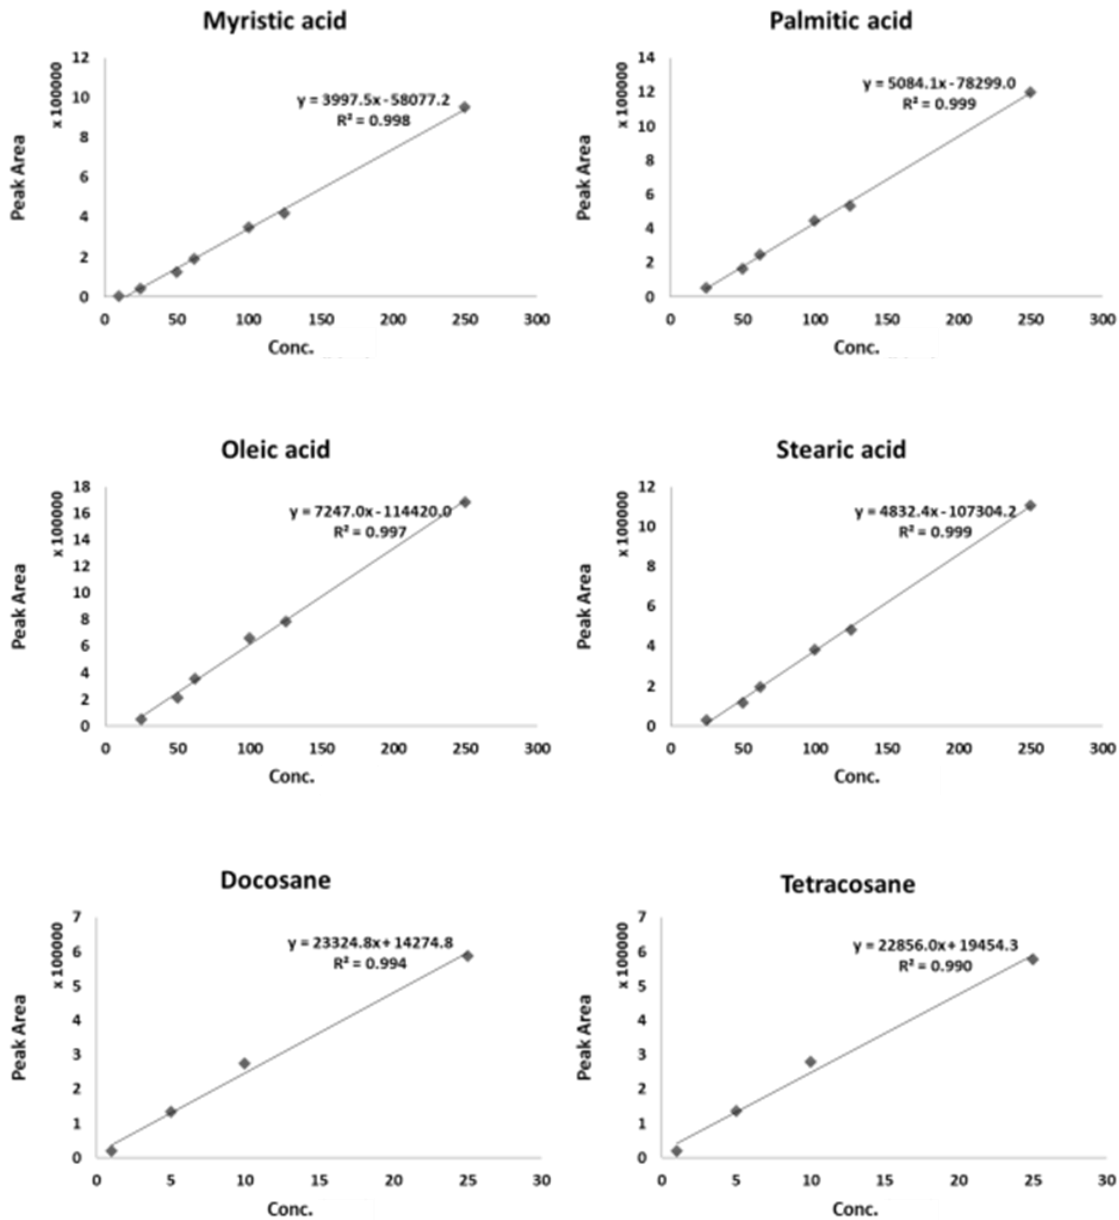 Myristic acid
Palmitic acid
x 100000
12
10
8
6
4
2
0
Peak Area
y = 3997.5x - 58077.2
R² = 0.998
0 50 100 150 200 250 300
Conc.
x 100000
14
12
10
8
6
4
2
0
Peak Area
y = 5084.1x - 78299.0
R² = 0.999
0 50 100 150 200 250 300
Conc.
Oleic acid
Stearic acid
x 100000
18
16
14
12
10
8
6
4
2
0
Peak Area
y = 7247.0x - 114420.0
R² = 0.997
0 50 100 150 200 250 300
Conc.
x 100000
12
10
8
6
4
2
0
Peak Area
y = 4832.4x - 107304.2
R² = 0.999
0 50 100 150 200 250 300
Conc.
Docosane
Tetracosane
x 100000
7
6
5
4
3
2
1
0
Peak Area
y = 23324.8x + 14274.8
R² = 0.994
0 5 10 15 20 25 30
Conc.
x 100000
7
6
5
4
3
2
1
0
Peak Area
y = 22856.0x + 19454.3
R² = 0.990
0 5 10 15 20 25 30
Conc.